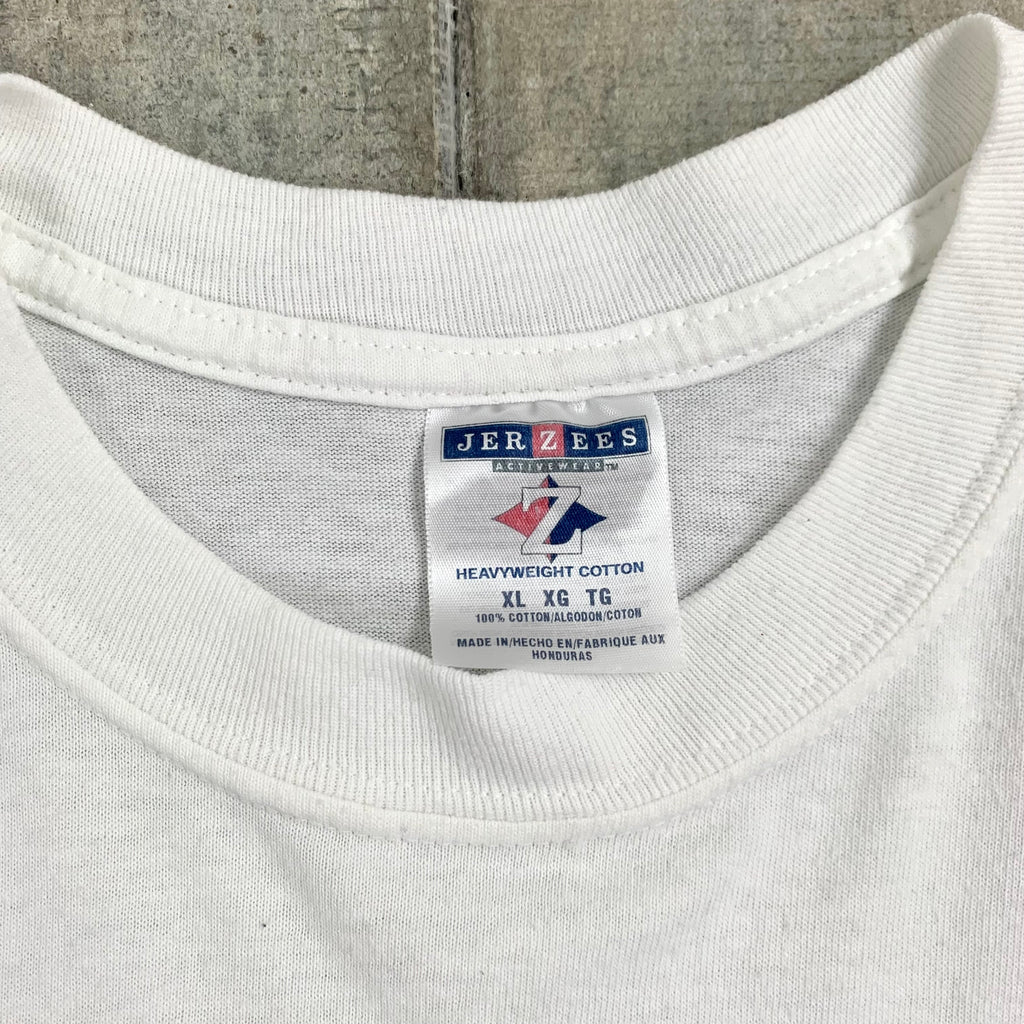 JERZEES
ACTIVEWEAR™
Z
HEAVYWEIGHT COTTON
XL XG TG
100% COTTON/ALGODON/COTON
MADE IN/HECHO EN/FABRIQUE AUX
HONDURAS